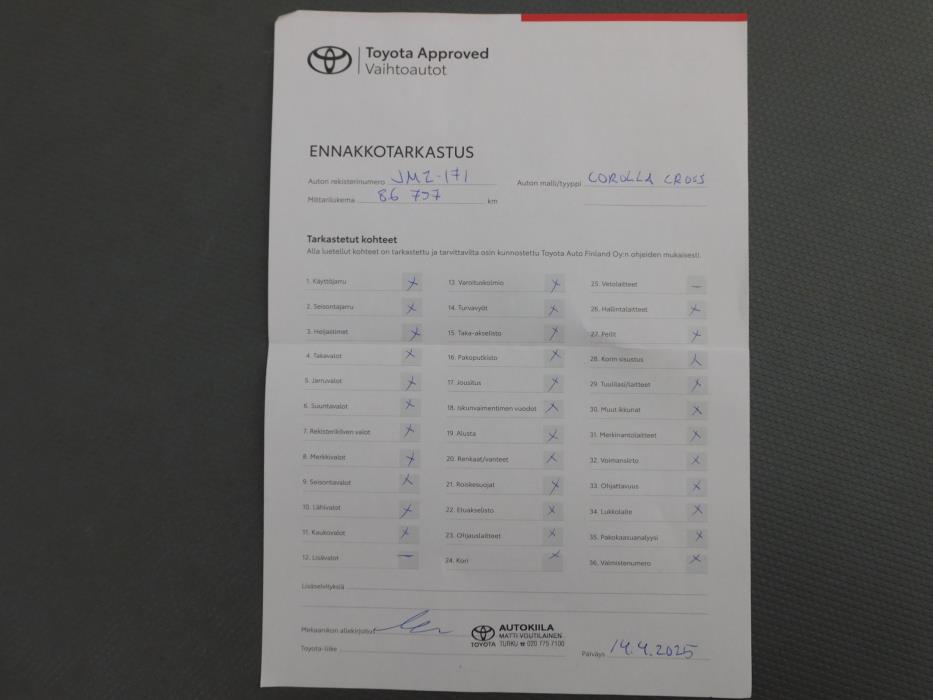 Toyota Approved
Vaihtoautot
ENNAKKOTARKASTUS
Auton rekisterinumero JMZ-171 Auton malli/tyyppi COROLLA CROSS
Mittarilukema 86 757 km
Tarkastetut kohteet
Alla luetellut kohteet on tarkastettu ja tarvittavilta osin kunnostettu Toyota Auto Finland Oy:n ohjeiden mukaisesti.
1. Käyttöjarru X 13. Varoituskolmio X 25. Vetolaitteet —
2. Seisontajarru X 14. Turvavyöt X 26. Hallintalaitteet X
3. Heijastimet X 15. Taka-akselisto X 27. Peilit X
4. Takavalot X 16. Pakoputkisto X 28. Korin sisustus X
5. Jarruvalot X 17. Jousitus X 29. Tuulilasi/laitteet X
6. Suuntavalot X 18. Iskunvaimentimen vuodot X 30. Muut ikkunat X
7. Rekisterikilven valot X 19. Alusta X 31. Merkinantolaitteet X
8. Merkkivalot X 20. Renkaat/vanteet X 32. Voimansiirto X
9. Seisontavalot X 21. Roiskesuojat X 33. Ohjattavuus X
10. Lähivalot X 22. Etuakselisto X 34. Lukkolaite X
11. Kaukovalot X 23. Ohjauslaitteet X 35. Pakokaasuanalyysi X
12. Lisävalot — 24. Kori X 36. Valmistenumero X
Lisäselvityksiä
Mekaanikon allekirjoitus
AUTOKIILA
MATTI VOUTILAINEN
TOYOTA TURKU ☎ 020 775 7100
Toyota-liike
Päiväys 14.4.2025